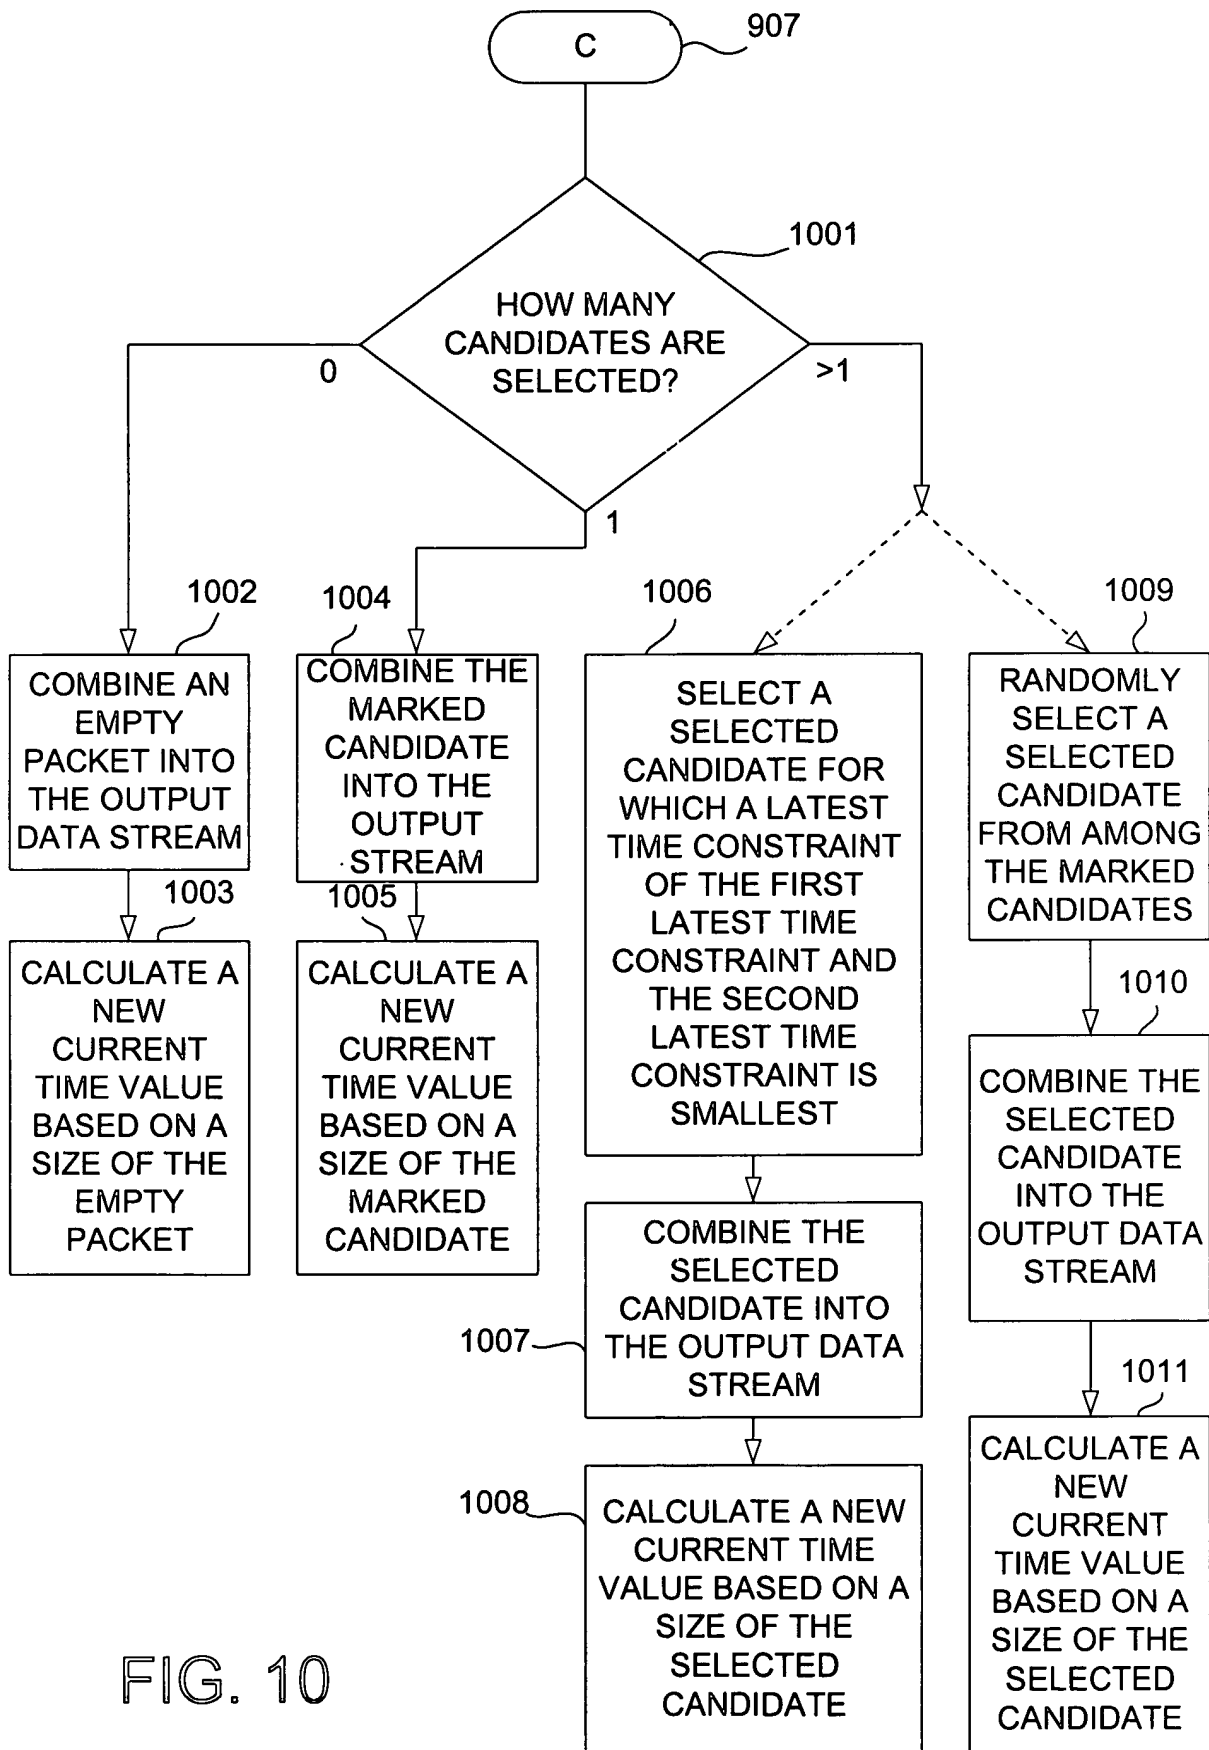 C
907
1001
HOW MANY
CANDIDATES ARE
SELECTED?
0
>1
1
1002
COMBINE AN
EMPTY
PACKET INTO
THE OUTPUT
DATA STREAM
1003
CALCULATE A
NEW
CURRENT
TIME VALUE
BASED ON A
SIZE OF THE
EMPTY
PACKET
1004
COMBINE THE
MARKED
CANDIDATE
INTO THE
OUTPUT
STREAM
1005
CALCULATE A
NEW
CURRENT
TIME VALUE
BASED ON A
SIZE OF THE
MARKED
CANDIDATE
1006
SELECT A
SELECTED
CANDIDATE FOR
WHICH A LATEST
TIME CONSTRAINT
OF THE FIRST
LATEST TIME
CONSTRAINT AND
THE SECOND
LATEST TIME
CONSTRAINT IS
SMALLEST
1007
COMBINE THE
SELECTED
CANDIDATE INTO
THE OUTPUT DATA
STREAM
1008
CALCULATE A NEW
CURRENT TIME
VALUE BASED ON A
SIZE OF THE
SELECTED
CANDIDATE
1009
RANDOMLY
SELECT A
SELECTED
CANDIDATE
FROM AMONG
THE MARKED
CANDIDATES
1010
COMBINE THE
SELECTED
CANDIDATE
INTO THE
OUTPUT DATA
STREAM
1011
CALCULATE A
NEW
CURRENT
TIME VALUE
BASED ON A
SIZE OF THE
SELECTED
CANDIDATE
FIG. 10